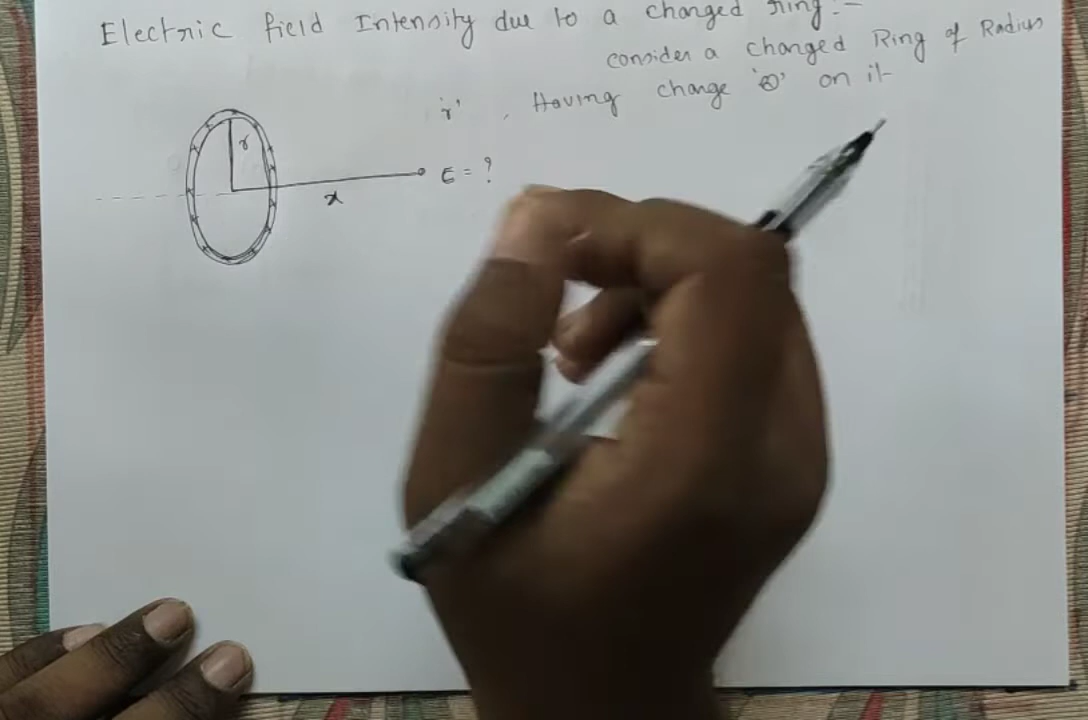 Electric field Intensity due to a charged ring:-
consider a charged Ring of Radius
'r', Having charge 'Q' on it
r
E = ?
x